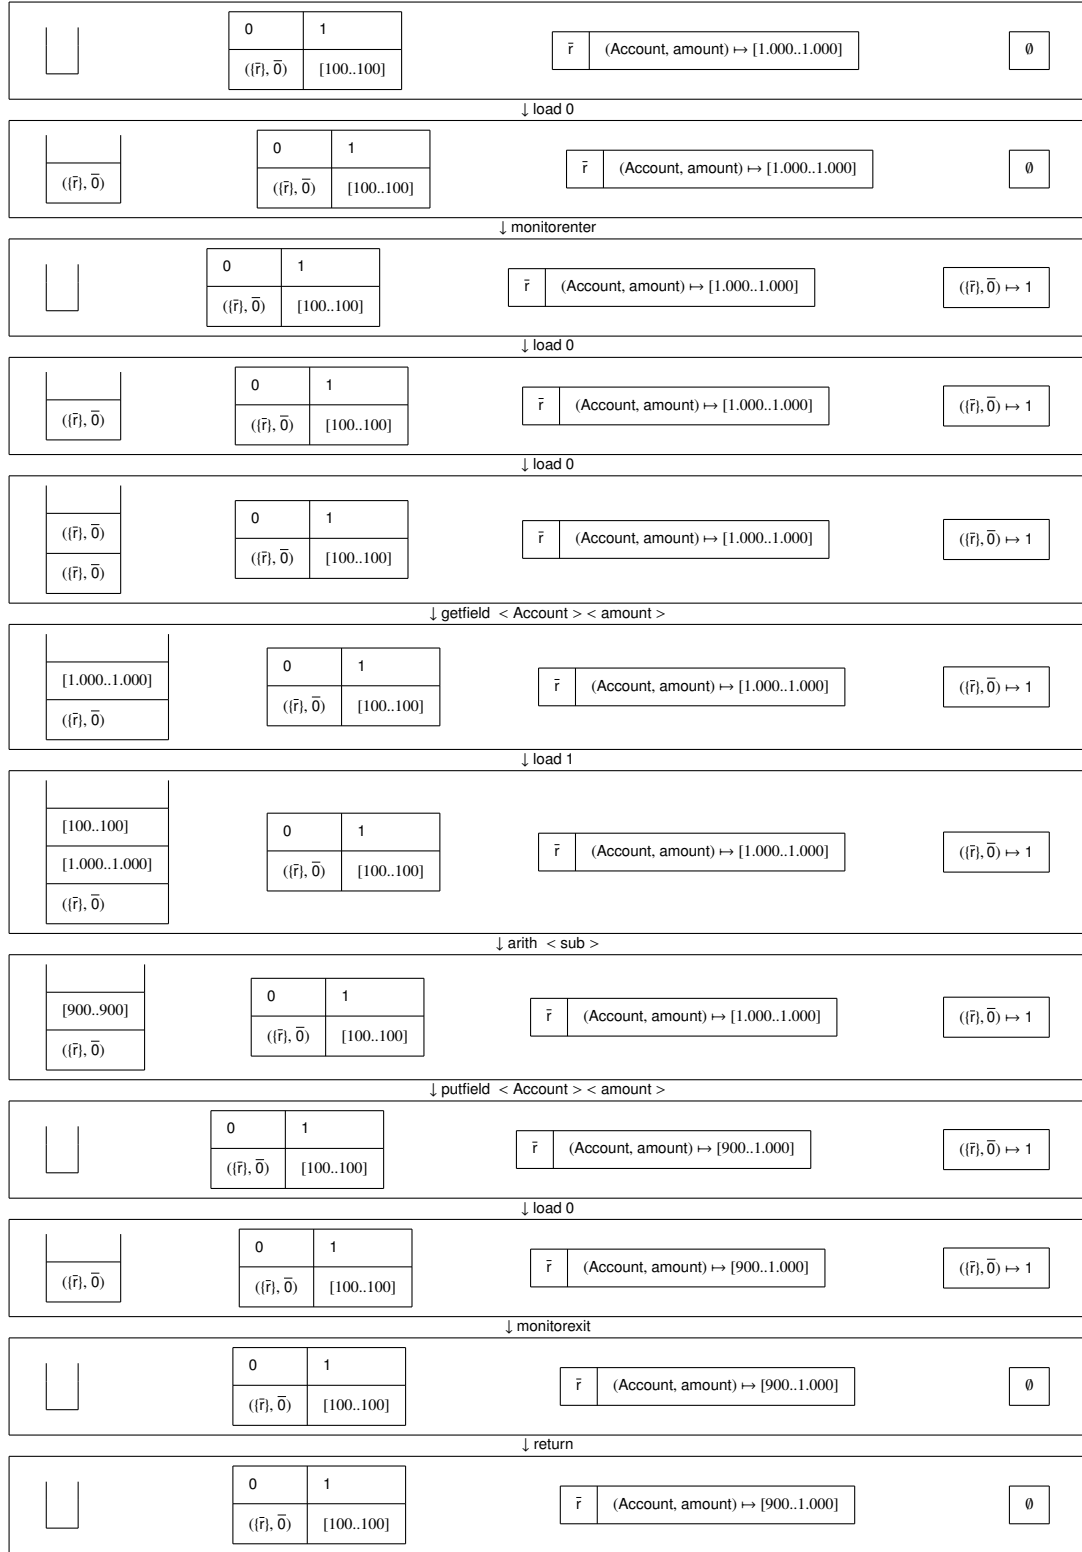 0 1
({r̄}, 0̄) [100..100]
r̄ (Account, amount) ↦ [1.000..1.000]
∅
↓ load 0
({r̄}, 0̄)
0 1
({r̄}, 0̄) [100..100]
r̄ (Account, amount) ↦ [1.000..1.000]
∅
↓ monitorenter
0 1
({r̄}, 0̄) [100..100]
r̄ (Account, amount) ↦ [1.000..1.000]
({r̄}, 0̄) ↦ 1
↓ load 0
({r̄}, 0̄)
0 1
({r̄}, 0̄) [100..100]
r̄ (Account, amount) ↦ [1.000..1.000]
({r̄}, 0̄) ↦ 1
↓ load 0
({r̄}, 0̄)
({r̄}, 0̄)
0 1
({r̄}, 0̄) [100..100]
r̄ (Account, amount) ↦ [1.000..1.000]
({r̄}, 0̄) ↦ 1
↓ getfield < Account > < amount >
[1.000..1.000]
({r̄}, 0̄)
0 1
({r̄}, 0̄) [100..100]
r̄ (Account, amount) ↦ [1.000..1.000]
({r̄}, 0̄) ↦ 1
↓ load 1
[100..100]
[1.000..1.000]
({r̄}, 0̄)
0 1
({r̄}, 0̄) [100..100]
r̄ (Account, amount) ↦ [1.000..1.000]
({r̄}, 0̄) ↦ 1
↓ arith < sub >
[900..900]
({r̄}, 0̄)
0 1
({r̄}, 0̄) [100..100]
r̄ (Account, amount) ↦ [1.000..1.000]
({r̄}, 0̄) ↦ 1
↓ putfield < Account > < amount >
0 1
({r̄}, 0̄) [100..100]
r̄ (Account, amount) ↦ [900..1.000]
({r̄}, 0̄) ↦ 1
↓ load 0
({r̄}, 0̄)
0 1
({r̄}, 0̄) [100..100]
r̄ (Account, amount) ↦ [900..1.000]
({r̄}, 0̄) ↦ 1
↓ monitorexit
0 1
({r̄}, 0̄) [100..100]
r̄ (Account, amount) ↦ [900..1.000]
∅
↓ return
0 1
({r̄}, 0̄) [100..100]
r̄ (Account, amount) ↦ [900..1.000]
∅